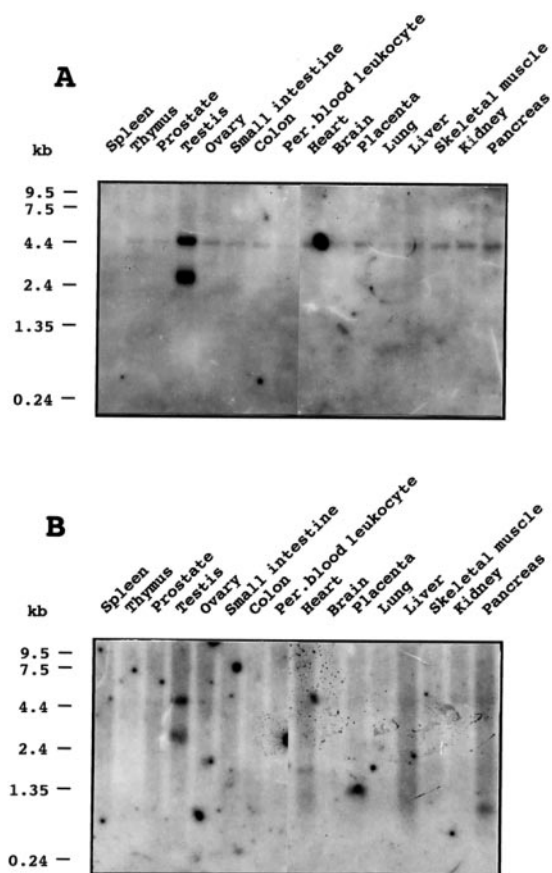 A
Spleen
Thymus
Prostate
Testis
Ovary
Small intestine
Colon
Per.blood leukocyte
Heart
Brain
Placenta
Lung
Liver
Skeletal muscle
Kidney
Pancreas
kb
9.5
7.5
4.4
2.4
1.35
0.24
B
Spleen
Thymus
Prostate
Testis
Ovary
Small intestine
Colon
Per.blood leukocyte
Heart
Brain
Placenta
Lung
Liver
Skeletal muscle
Kidney
Pancreas
kb
9.5
7.5
4.4
2.4
1.35
0.24